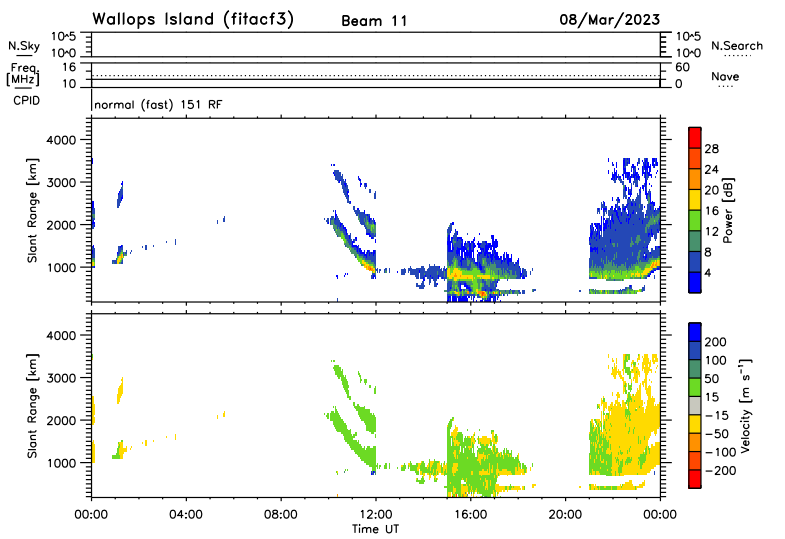 Wallops Island (fitacf3) Beam 11 08/Mar/2023
10^5 10^5
N.Sky N.Search
10^0 10^0
Freq. 16 60
[MHz] Nave
10 0
CPID normal (fast) 151 RF
4000
3000
2000
1000
Slant Range [km]
28
24
20
16
12
8
4
Power [dB]
4000
3000
2000
1000
Slant Range [km]
200
100
50
15
-15
-50
-100
-200
Velocity [m s⁻¹]
00:00 04:00 08:00 12:00 16:00 20:00 00:00
Time UT